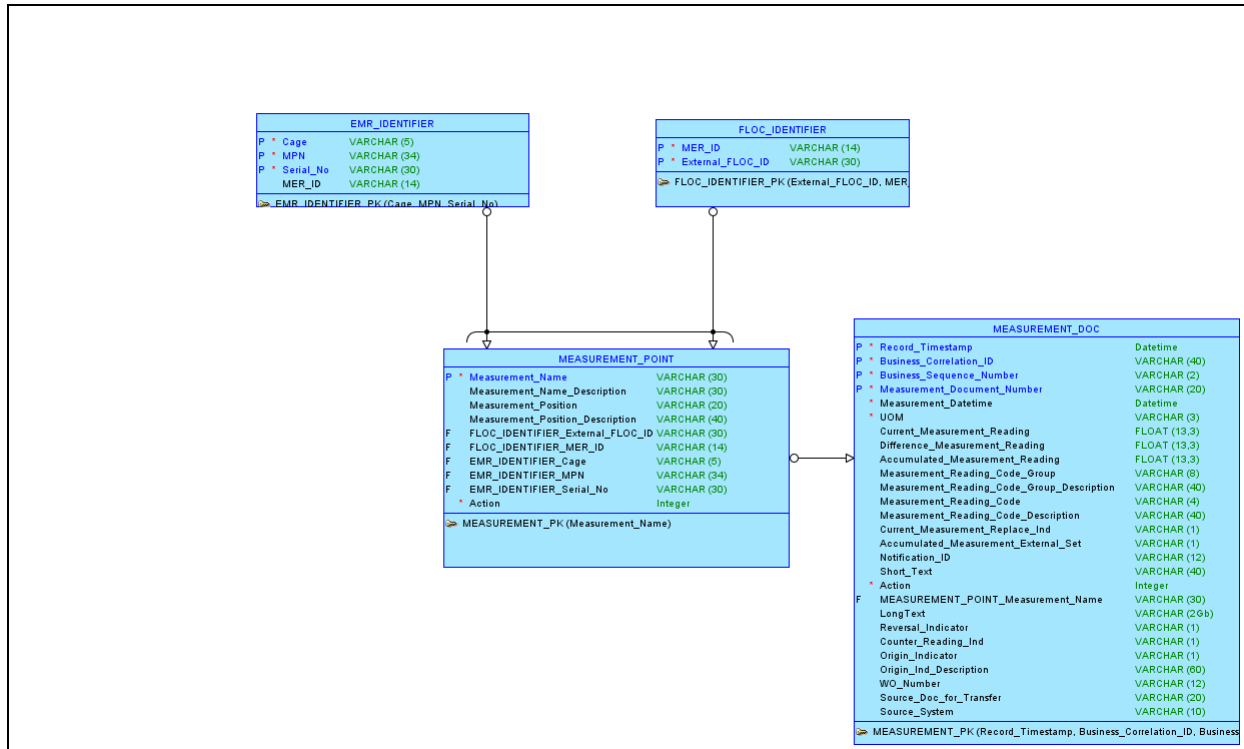 EMR_IDENTIFIER
P * Cage VARCHAR (5)
P * MPN VARCHAR (34)
P * Serial_No VARCHAR (30)
MER_ID VARCHAR (14)
EMR_IDENTIFIER_PK (Cage, MPN, Serial_No)
FLOC_IDENTIFIER
P * MER_ID VARCHAR (14)
P * External_FLOC_ID VARCHAR (30)
FLOC_IDENTIFIER_PK (External_FLOC_ID, MER_
MEASUREMENT_POINT
P * Measurement_Name VARCHAR (30)
Measurement_Name_Description VARCHAR (30)
Measurement_Position VARCHAR (20)
Measurement_Position_Description VARCHAR (40)
F FLOC_IDENTIFIER_External_FLOC_ID VARCHAR (30)
F FLOC_IDENTIFIER_MER_ID VARCHAR (14)
F EMR_IDENTIFIER_Cage VARCHAR (5)
F EMR_IDENTIFIER_MPN VARCHAR (34)
F EMR_IDENTIFIER_Serial_No VARCHAR (30)
* Action Integer
MEASUREMENT_PK (Measurement_Name)
MEASUREMENT_DOC
P * Record_Timestamp Datetime
P * Business_Correlation_ID VARCHAR (40)
P * Business_Sequence_Number VARCHAR (2)
P * Measurement_Document_Number VARCHAR (20)
* Measurement_Datetime Datetime
* UOM VARCHAR (3)
Current_Measurement_Reading FLOAT (13,3)
Difference_Measurement_Reading FLOAT (13,3)
Accumulated_Measurement_Reading FLOAT (13,3)
Measurement_Reading_Code_Group VARCHAR (8)
Measurement_Reading_Code_Group_Description VARCHAR (40)
Measurement_Reading_Code VARCHAR (4)
Measurement_Reading_Code_Description VARCHAR (40)
Current_Measurement_Replace_Ind VARCHAR (1)
Accumulated_Measurement_External_Set VARCHAR (1)
Notification_ID VARCHAR (12)
Short_Text VARCHAR (40)
* Action Integer
F MEASUREMENT_POINT_Measurement_Name VARCHAR (30)
LongText VARCHAR (2Gb)
Reversal_Indicator VARCHAR (1)
Counter_Reading_Ind VARCHAR (1)
Origin_Indicator VARCHAR (1)
Origin_Ind_Description VARCHAR (60)
WO_Number VARCHAR (12)
Source_Doc_for_Transfer VARCHAR (20)
Source_System VARCHAR (10)
MEASUREMENT_PK (Record_Timestamp, Business_Correlation_ID, Business